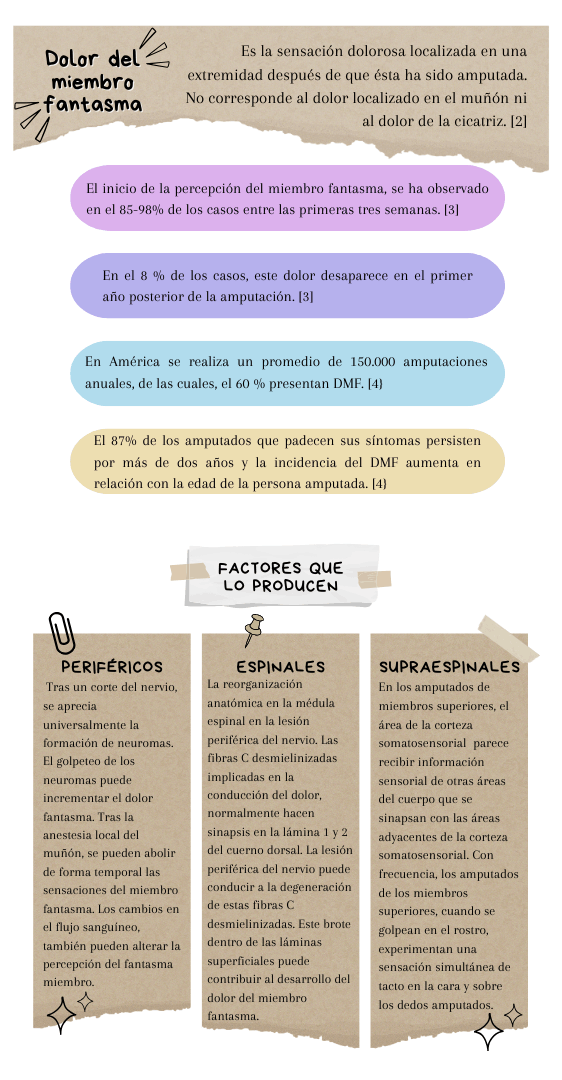 Dolor del
miembro
fantasma
Es la sensación dolorosa localizada en una
extremidad después de que ésta ha sido amputada.
No corresponde al dolor localizado en el muñón ni
al dolor de la cicatriz. [2]
El inicio de la percepción del miembro fantasma, se ha observado
en el 85-98% de los casos entre las primeras tres semanas. [3]
En el 8 % de los casos, este dolor desaparece en el primer
año posterior de la amputación. [3]
En América se realiza un promedio de 150.000 amputaciones
anuales, de las cuales, el 60 % presentan DMF. [4}
El 87% de los amputados que padecen sus síntomas persisten
por más de dos años y la incidencia del DMF aumenta en
relación con la edad de la persona amputada. [4}
FACTORES QUE
LO PRODUCEN
PERIFÉRICOS
Tras un corte del nervio,
se aprecia
universalmente la
formación de neuromas.
El golpeteo de los
neuromas puede
incrementar el dolor
fantasma. Tras la
anestesia local del
muñón, se pueden abolir
de forma temporal las
sensaciones del miembro
fantasma. Los cambios en
el flujo sanguíneo,
también pueden alterar la
percepción del fantasma
miembro.
ESPINALES
La reorganización
anatómica en la médula
espinal en la lesión
periférica del nervio. Las
fibras C desmielinizadas
implicadas en la
conducción del dolor,
normalmente hacen
sinapsis en la lámina 1 y 2
del cuerno dorsal. La lesión
periférica del nervio puede
conducir a la degeneración
de estas fibras C
desmielinizadas. Este brote
dentro de las láminas
superficiales puede
contribuir al desarrollo del
dolor del miembro
fantasma.
SUPRAESPINALES
En los amputados de
miembros superiores, el
área de la corteza
somatosensorial parece
recibir información
sensorial de otras áreas
del cuerpo que se
sinapsan con las áreas
adyacentes de la corteza
somatosensorial. Con
frecuencia, los amputados
de los miembros
superiores, cuando se
golpean en el rostro,
experimentan una
sensación simultánea de
tacto en la cara y sobre
los dedos amputados.